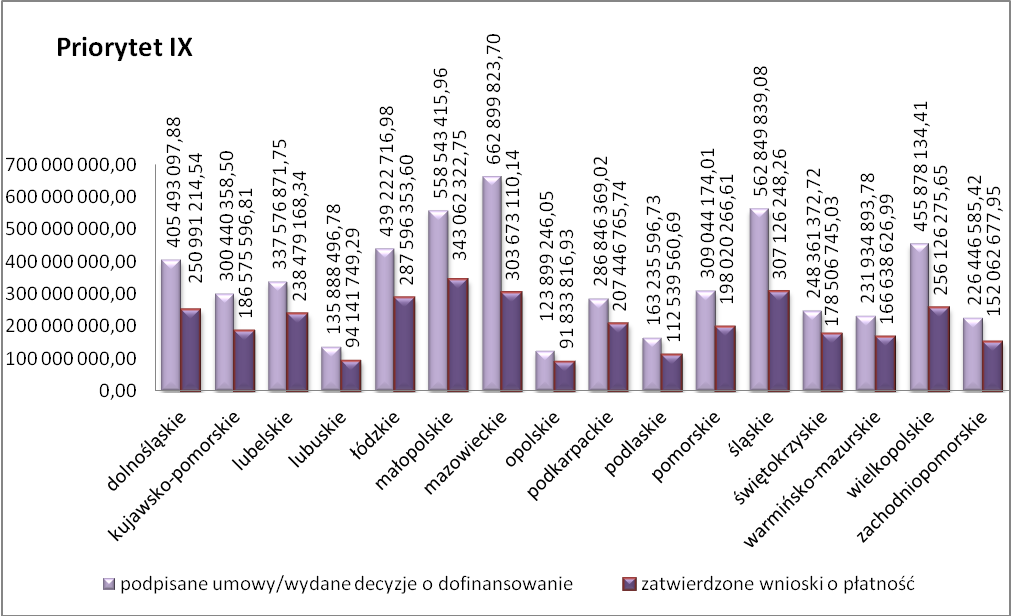 Priorytet IX
700 000 000,00
600 000 000,00
500 000 000,00
400 000 000,00
300 000 000,00
200 000 000,00
100 000 000,00
0,00
405 493 097,88
250 991 214,54
300 440 358,50
186 575 596,81
337 576 871,75
238 479 168,34
135 888 496,78
94 141 749,29
439 222 716,98
287 596 353,60
558 543 415,96
343 062 322,75
662 899 823,70
303 673 110,14
123 899 246,05
91 833 816,93
286 846 369,02
207 446 765,74
163 235 596,73
112 539 560,69
309 044 174,01
198 020 266,61
562 849 839,08
307 126 248,26
248 361 372,72
178 506 745,03
231 934 893,78
166 638 626,99
455 878 134,41
256 126 275,65
226 446 585,42
152 062 677,95
dolnośląskie
kujawsko-pomorskie
lubelskie
lubuskie
łódzkie
małopolskie
mazowieckie
opolskie
podkarpackie
podlaskie
pomorskie
śląskie
świętokrzyskie
warmińsko-mazurskie
wielkopolskie
zachodniopomorskie
podpisane umowy/wydane decyzje o dofinansowanie
zatwierdzone wnioski o płatność